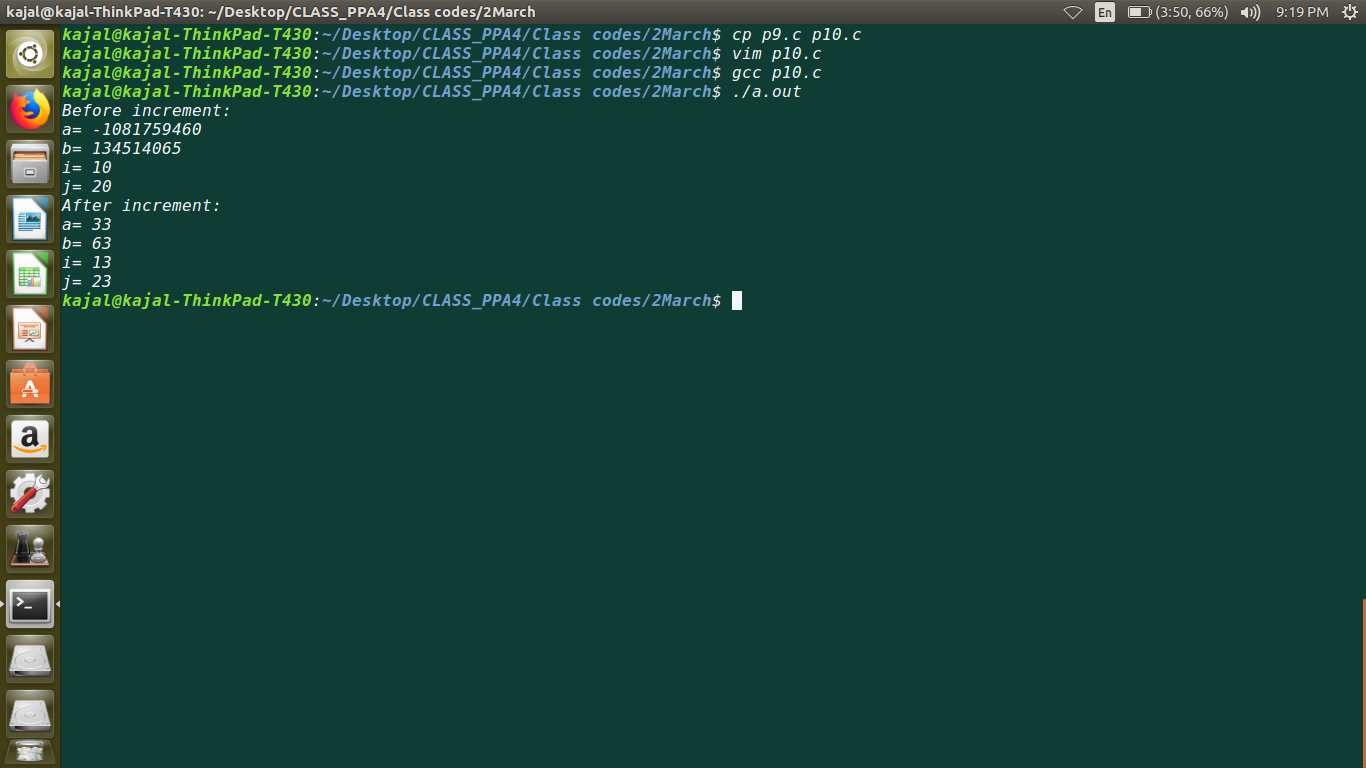 kajal@kajal-ThinkPad-T430: ~/Desktop/CLASS_PPA4/Class codes/2March
En (3:50, 66%) 9:19 PM
kajal@kajal-ThinkPad-T430:~/Desktop/CLASS_PPA4/Class codes/2March$ cp p9.c p10.c
kajal@kajal-ThinkPad-T430:~/Desktop/CLASS_PPA4/Class codes/2March$ vim p10.c
kajal@kajal-ThinkPad-T430:~/Desktop/CLASS_PPA4/Class codes/2March$ gcc p10.c
kajal@kajal-ThinkPad-T430:~/Desktop/CLASS_PPA4/Class codes/2March$ ./a.out
Before increment:
a= -1081759460
b= 134514065
i= 10
j= 20
After increment:
a= 33
b= 63
i= 13
j= 23
kajal@kajal-ThinkPad-T430:~/Desktop/CLASS_PPA4/Class codes/2March$